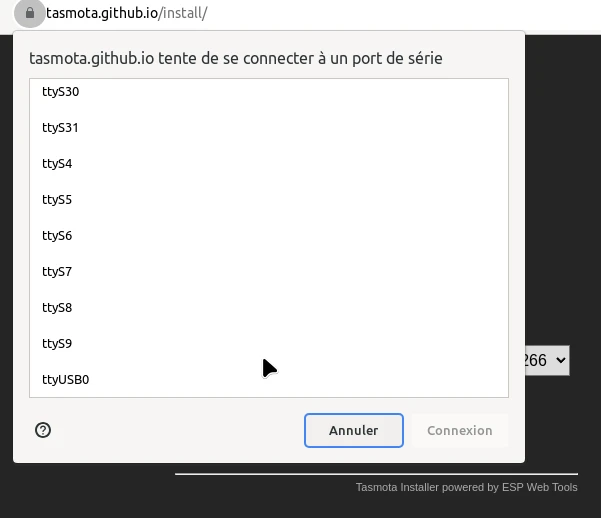 tasmota.github.io/install/
tasmota.github.io tente de se connecter à un port de série
ttyS30
ttyS31
ttyS4
ttyS5
ttyS6
ttyS7
ttyS8
ttyS9
ttyUSB0
266
?
Annuler
Connexion
Tasmota Installer powered by ESP Web Tools